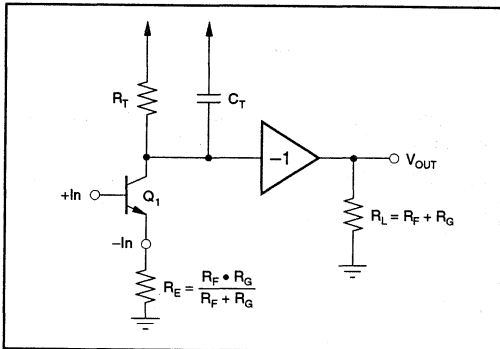 R_T
C_T
−1
V_OUT
+In
Q_1
R_L = R_F + R_G
−In
R_E = R_F • R_G / R_F + R_G